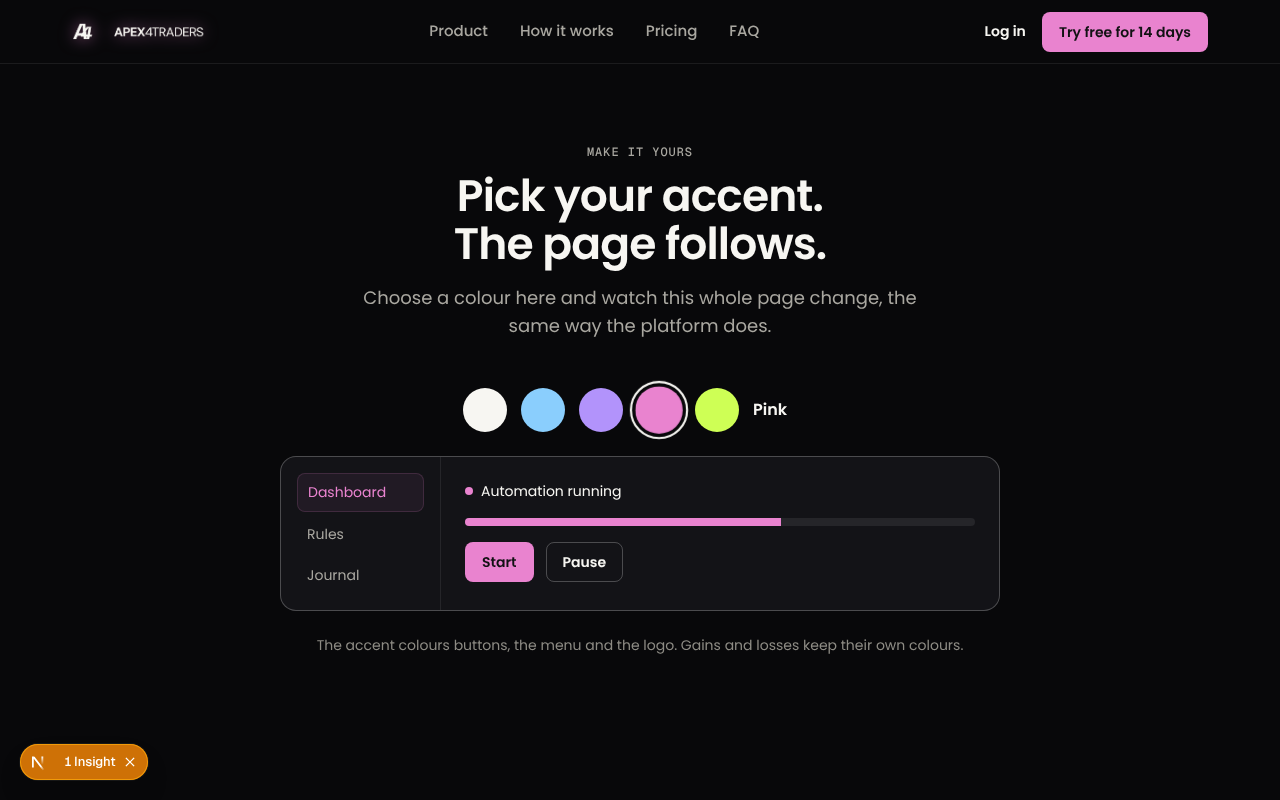 APEX4TRADERS
Product
How it works
Pricing
FAQ
Log in
Try free for 14 days
MAKE IT YOURS
Pick your accent.
The page follows.
Choose a colour here and watch this whole page change, the
same way the platform does.
Pink
Dashboard
Rules
Journal
Automation running
Start
Pause
The accent colours buttons, the menu and the logo. Gains and losses keep their own colours.
1 Insight